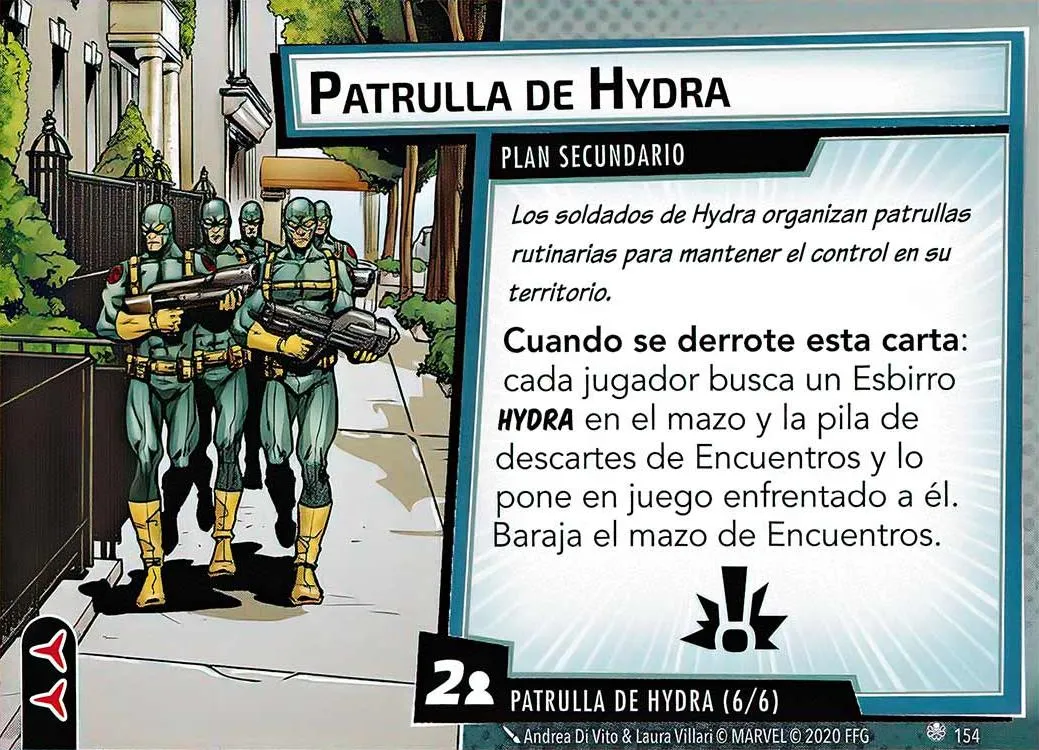 PATRULLA DE HYDRA
PLAN SECUNDARIO
Los soldados de Hydra organizan patrullas
rutinarias para mantener el control en su
territorio.
Cuando se derrote esta carta:
cada jugador busca un Esbirro
HYDRA en el mazo y la pila de
descartes de Encuentros y lo
pone en juego enfrentado a él.
Baraja el mazo de Encuentros.
2
PATRULLA DE HYDRA (6/6)
Andrea Di Vito & Laura Villari © MARVEL © 2020 FFG
154